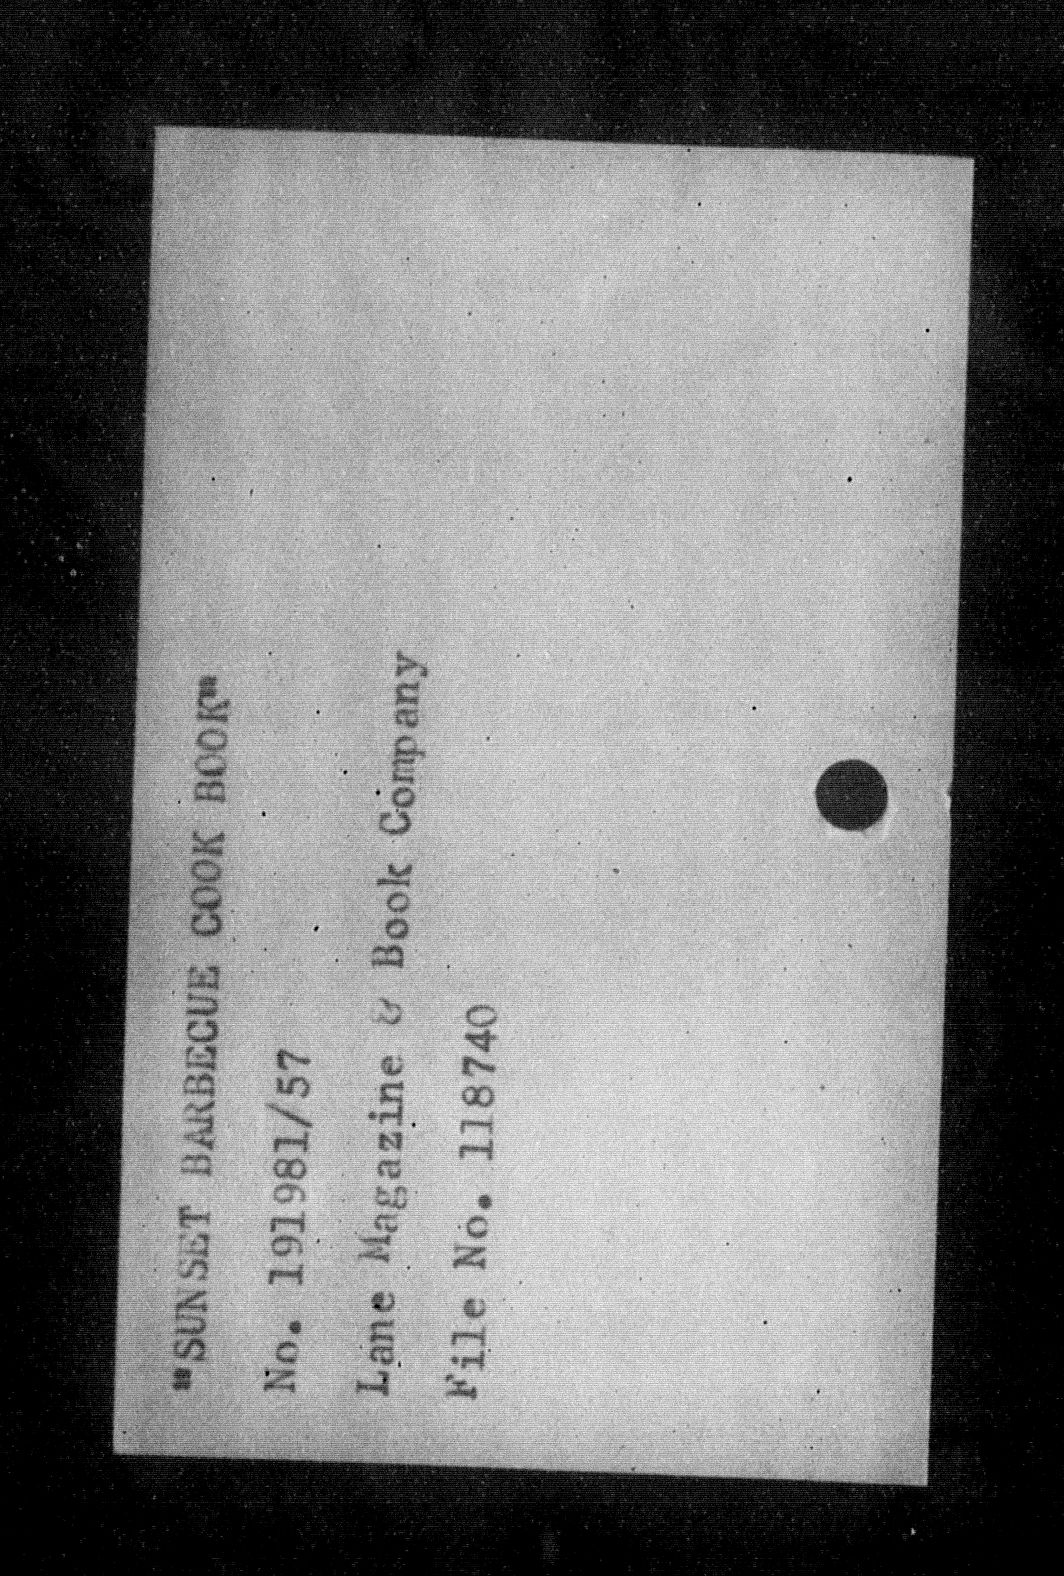 "SUNSET BARBECUE COOK BOOK"
No. 191981/57
Lane Magazine & Book Company
File No. 118740